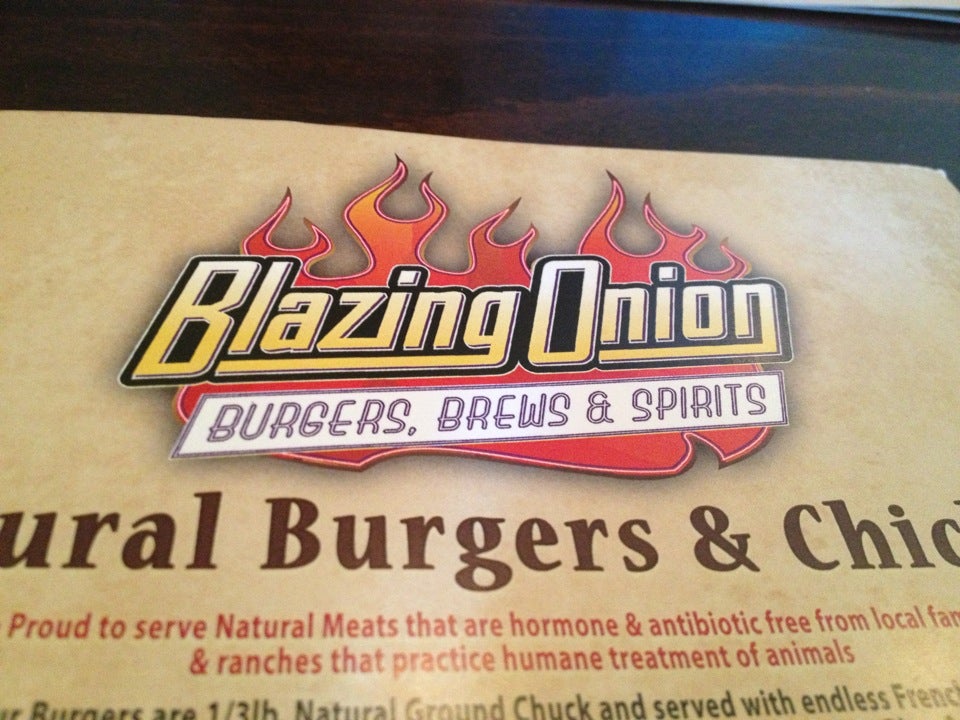 Blazing Onion
BURGERS, BREWS & SPIRITS
ural Burgers & Chic
Proud to serve Natural Meats that are hormone & antibiotic free from local fam
& ranches that practice humane treatment of animals
ur Burgers are 1/3lb. Natural Ground Chuck and served with endless French